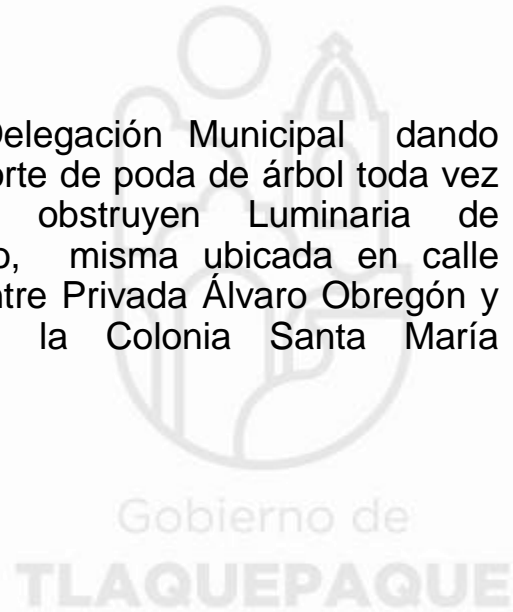 Delegación Municipal dando
orte de poda de árbol toda vez
obstruyen Luminaria de
o, misma ubicada en calle
ntre Privada Álvaro Obregón y
la Colonia Santa María
Gobierno de
TLAQUEPAQUE